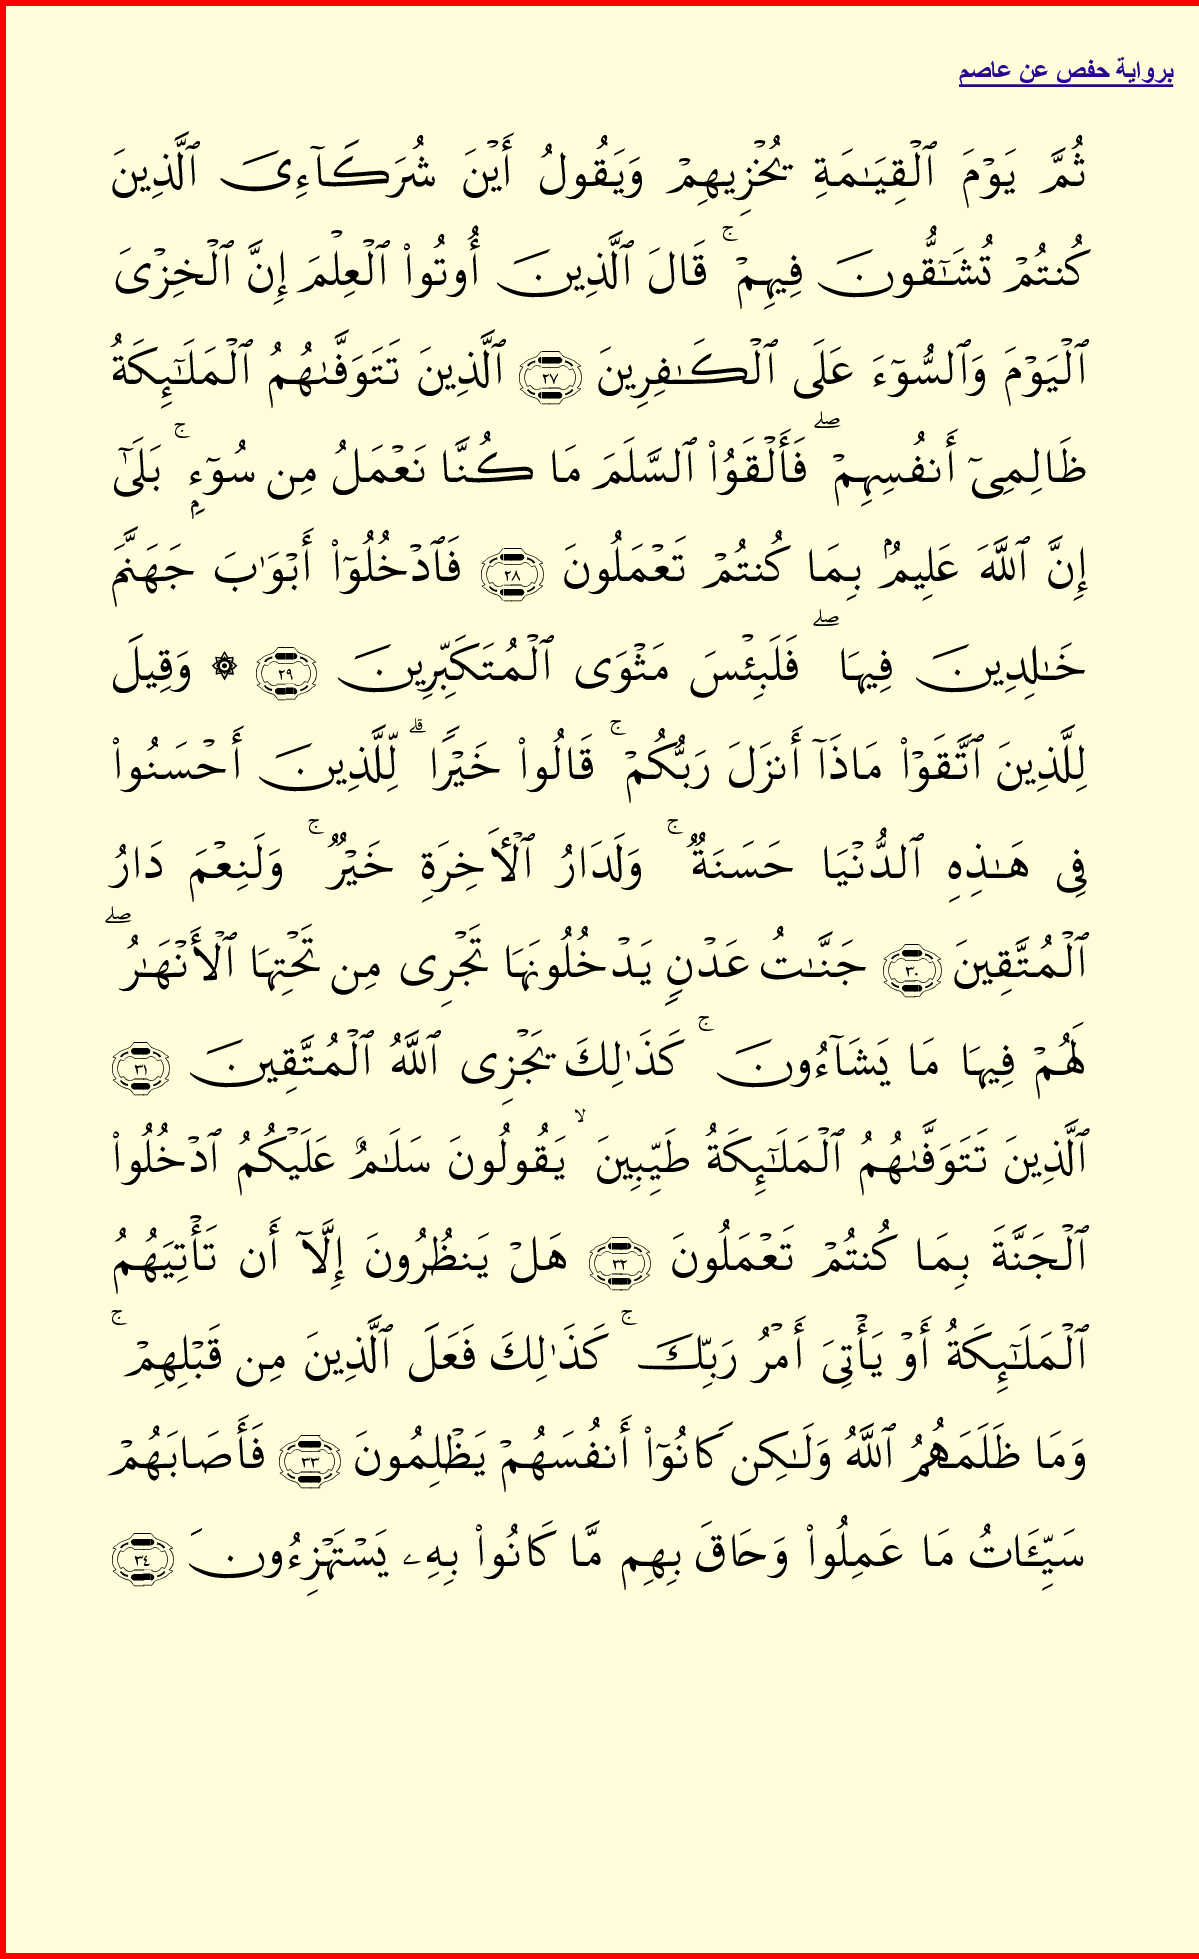 برواية حفص عن عاصم
ثُمَّ يَوْمَ ٱلْقِيَـٰمَةِ يُخْزِيهِمْ وَيَقُولُ أَيْنَ شُرَكَآءِىَ ٱلَّذِينَ
كُنتُمْ تُشَـٰٓقُّونَ فِيهِمْ ۚ قَالَ ٱلَّذِينَ أُوتُوا۟ ٱلْعِلْمَ إِنَّ ٱلْخِزْىَ
ٱلْيَوْمَ وَٱلسُّوٓءَ عَلَى ٱلْكَـٰفِرِينَ ٢٧ ٱلَّذِينَ تَتَوَفَّىٰهُمُ ٱلْمَلَـٰٓئِكَةُ
ظَالِمِىٓ أَنفُسِهِمْ ۖ فَأَلْقَوُا۟ ٱلسَّلَمَ مَا كُنَّا نَعْمَلُ مِن سُوٓءٍۭ ۚ بَلَىٰٓ
إِنَّ ٱللَّهَ عَلِيمٌۢ بِمَا كُنتُمْ تَعْمَلُونَ ٢٨ فَٱدْخُلُوٓا۟ أَبْوَٰبَ جَهَنَّمَ
خَـٰلِدِينَ فِيهَا ۖ فَلَبِئْسَ مَثْوَى ٱلْمُتَكَبِّرِينَ ٢٩ ۞ وَقِيلَ
لِلَّذِينَ ٱتَّقَوْا۟ مَاذَآ أَنزَلَ رَبُّكُمْ ۚ قَالُوا۟ خَيْرًا ۗ لِّلَّذِينَ أَحْسَنُوا۟
فِى هَـٰذِهِ ٱلدُّنْيَا حَسَنَةٌ ۚ وَلَدَارُ ٱلْـَٔاخِرَةِ خَيْرٌ ۚ وَلَنِعْمَ دَارُ
ٱلْمُتَّقِينَ ٣٠ جَنَّـٰتُ عَدْنٍ يَدْخُلُونَهَا تَجْرِى مِن تَحْتِهَا ٱلْأَنْهَـٰرُ ۖ
لَهُمْ فِيهَا مَا يَشَآءُونَ ۚ كَذَٰلِكَ يَجْزِى ٱللَّهُ ٱلْمُتَّقِينَ ٣١
ٱلَّذِينَ تَتَوَفَّىٰهُمُ ٱلْمَلَـٰٓئِكَةُ طَيِّبِينَ ۙ يَقُولُونَ سَلَـٰمٌ عَلَيْكُمُ ٱدْخُلُوا۟
ٱلْجَنَّةَ بِمَا كُنتُمْ تَعْمَلُونَ ٣٢ هَلْ يَنظُرُونَ إِلَّآ أَن تَأْتِيَهُمُ
ٱلْمَلَـٰٓئِكَةُ أَوْ يَأْتِىَ أَمْرُ رَبِّكَ ۚ كَذَٰلِكَ فَعَلَ ٱلَّذِينَ مِن قَبْلِهِمْ ۚ
وَمَا ظَلَمَهُمُ ٱللَّهُ وَلَـٰكِن كَانُوٓا۟ أَنفُسَهُمْ يَظْلِمُونَ ٣٣ فَأَصَابَهُمْ
سَيِّـَٔاتُ مَا عَمِلُوا۟ وَحَاقَ بِهِم مَّا كَانُوا۟ بِهِۦ يَسْتَهْزِءُونَ ٣٤